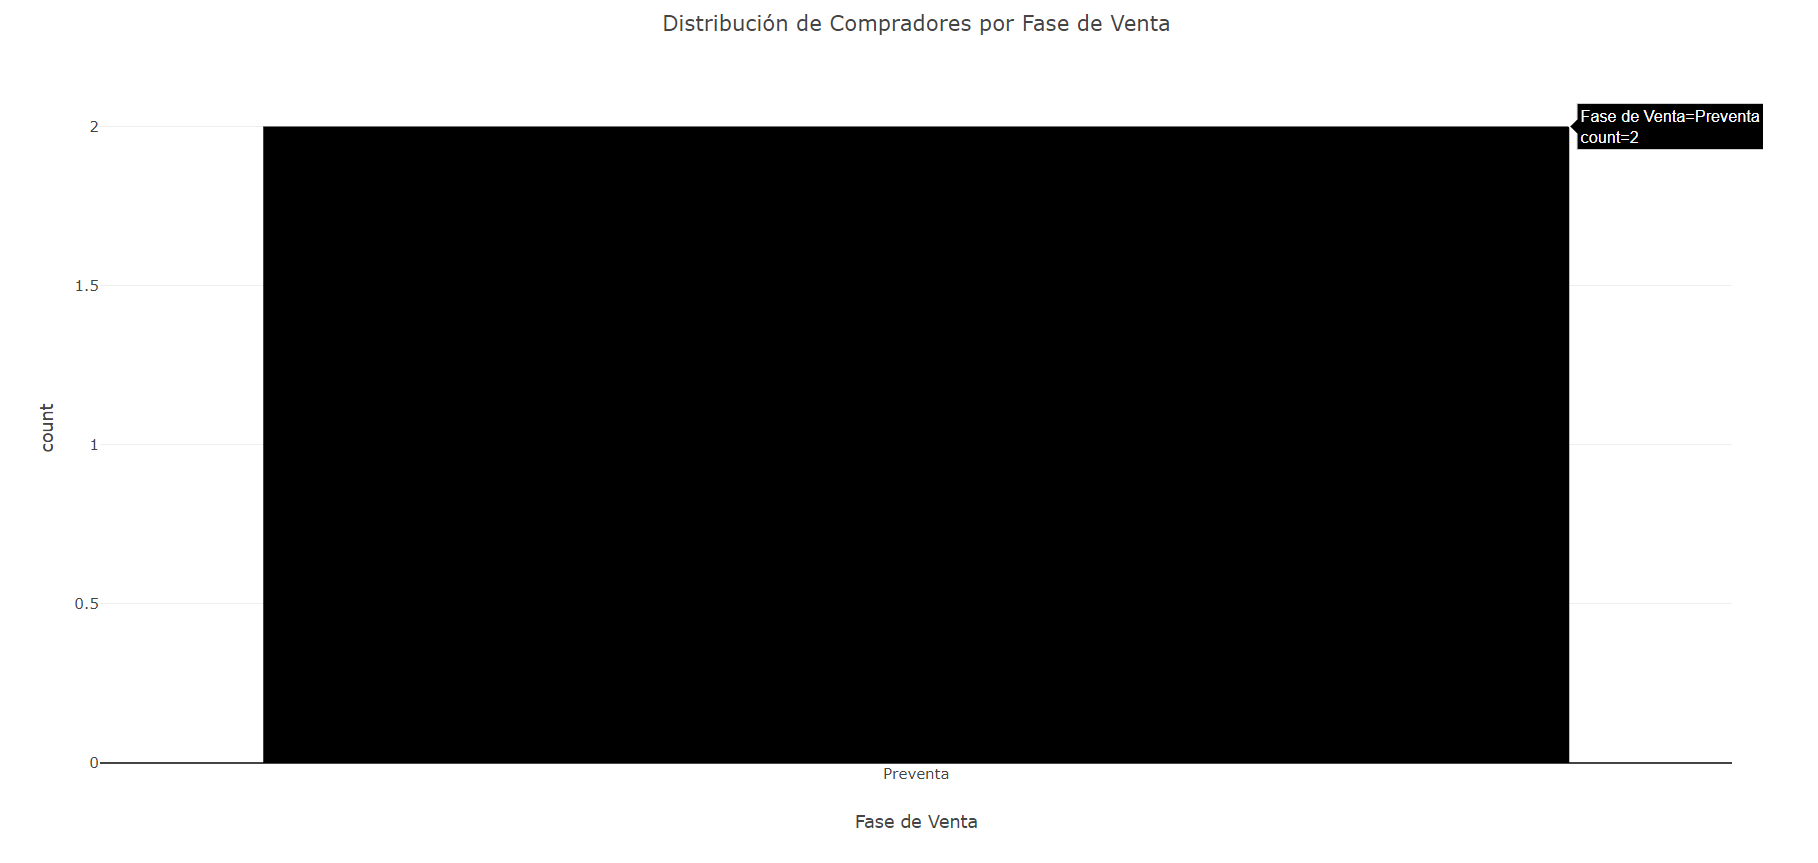 Distribución de Compradores por Fase de Venta
Fase de Venta=Preventa
count=2
2
1.5
1
0.5
0
count
Preventa
Fase de Venta